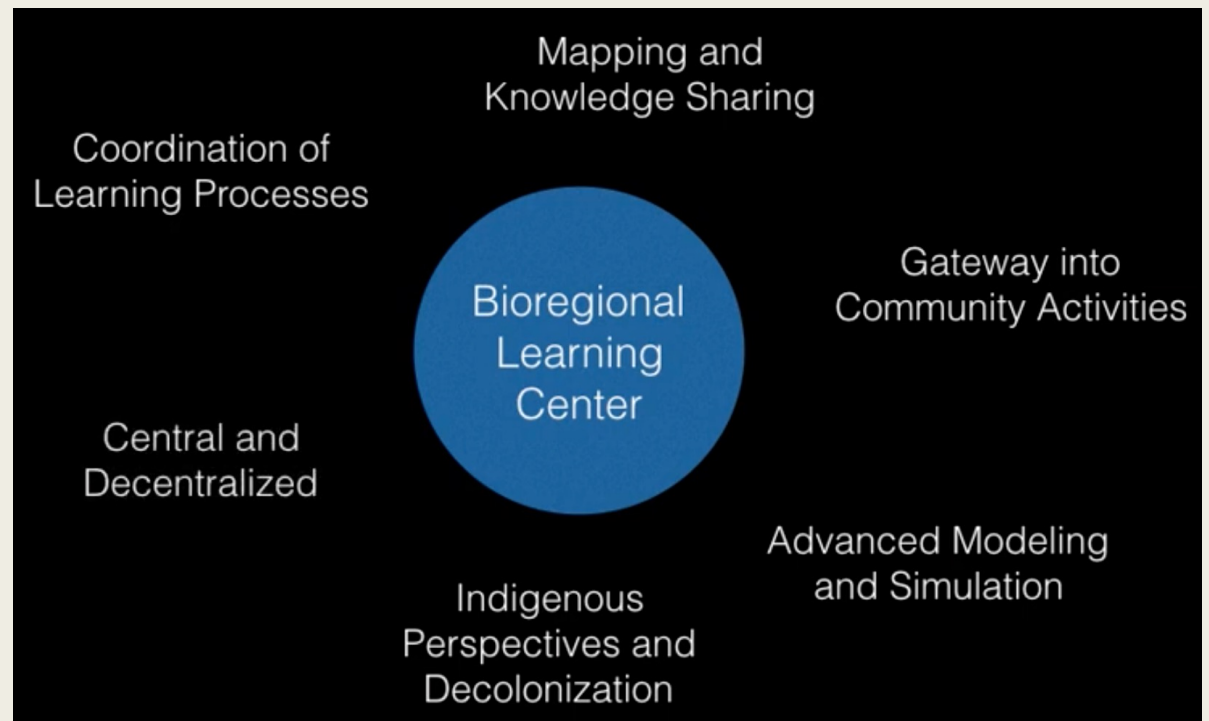 Mapping and
Knowledge Sharing
Coordination of
Learning Processes
Gateway into
Community Activities
Bioregional
Learning
Center
Central and
Decentralized
Advanced Modeling
and Simulation
Indigenous
Perspectives and
Decolonization